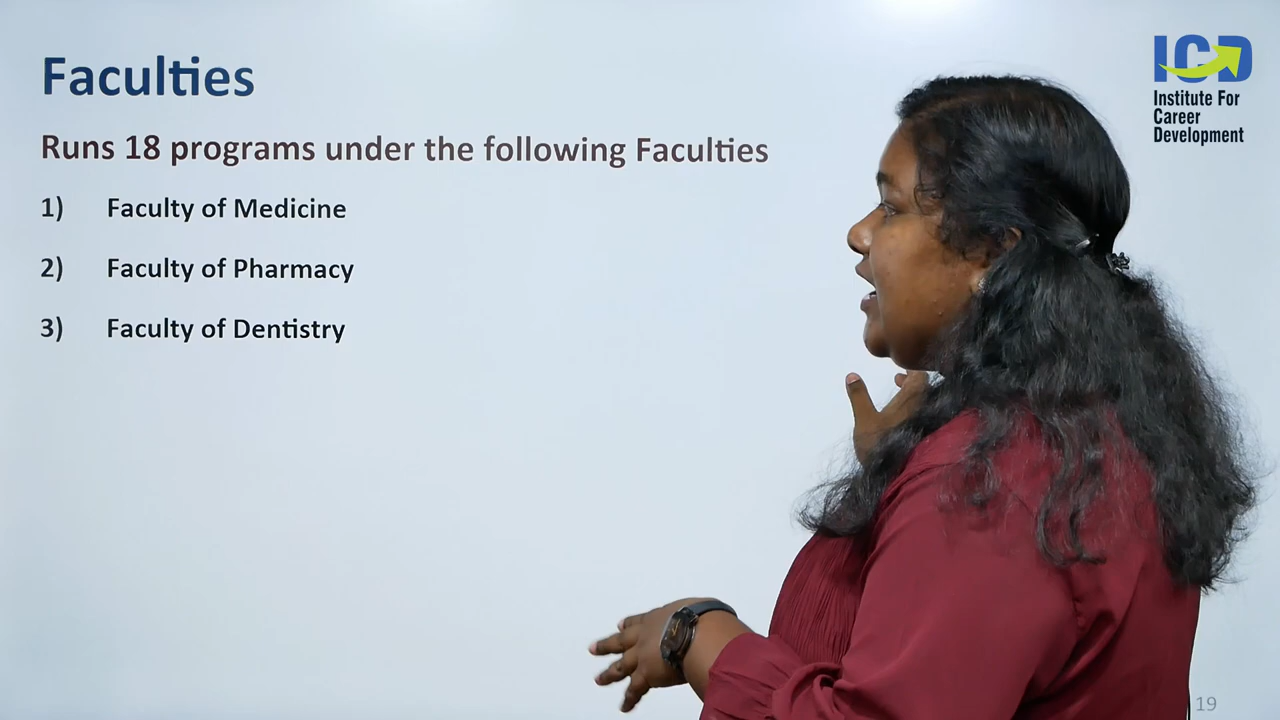 Faculties
Runs 18 programs under the following Faculties
1) Faculty of Medicine
2) Faculty of Pharmacy
3) Faculty of Dentistry
ICD
Institute For
Career
Development
19